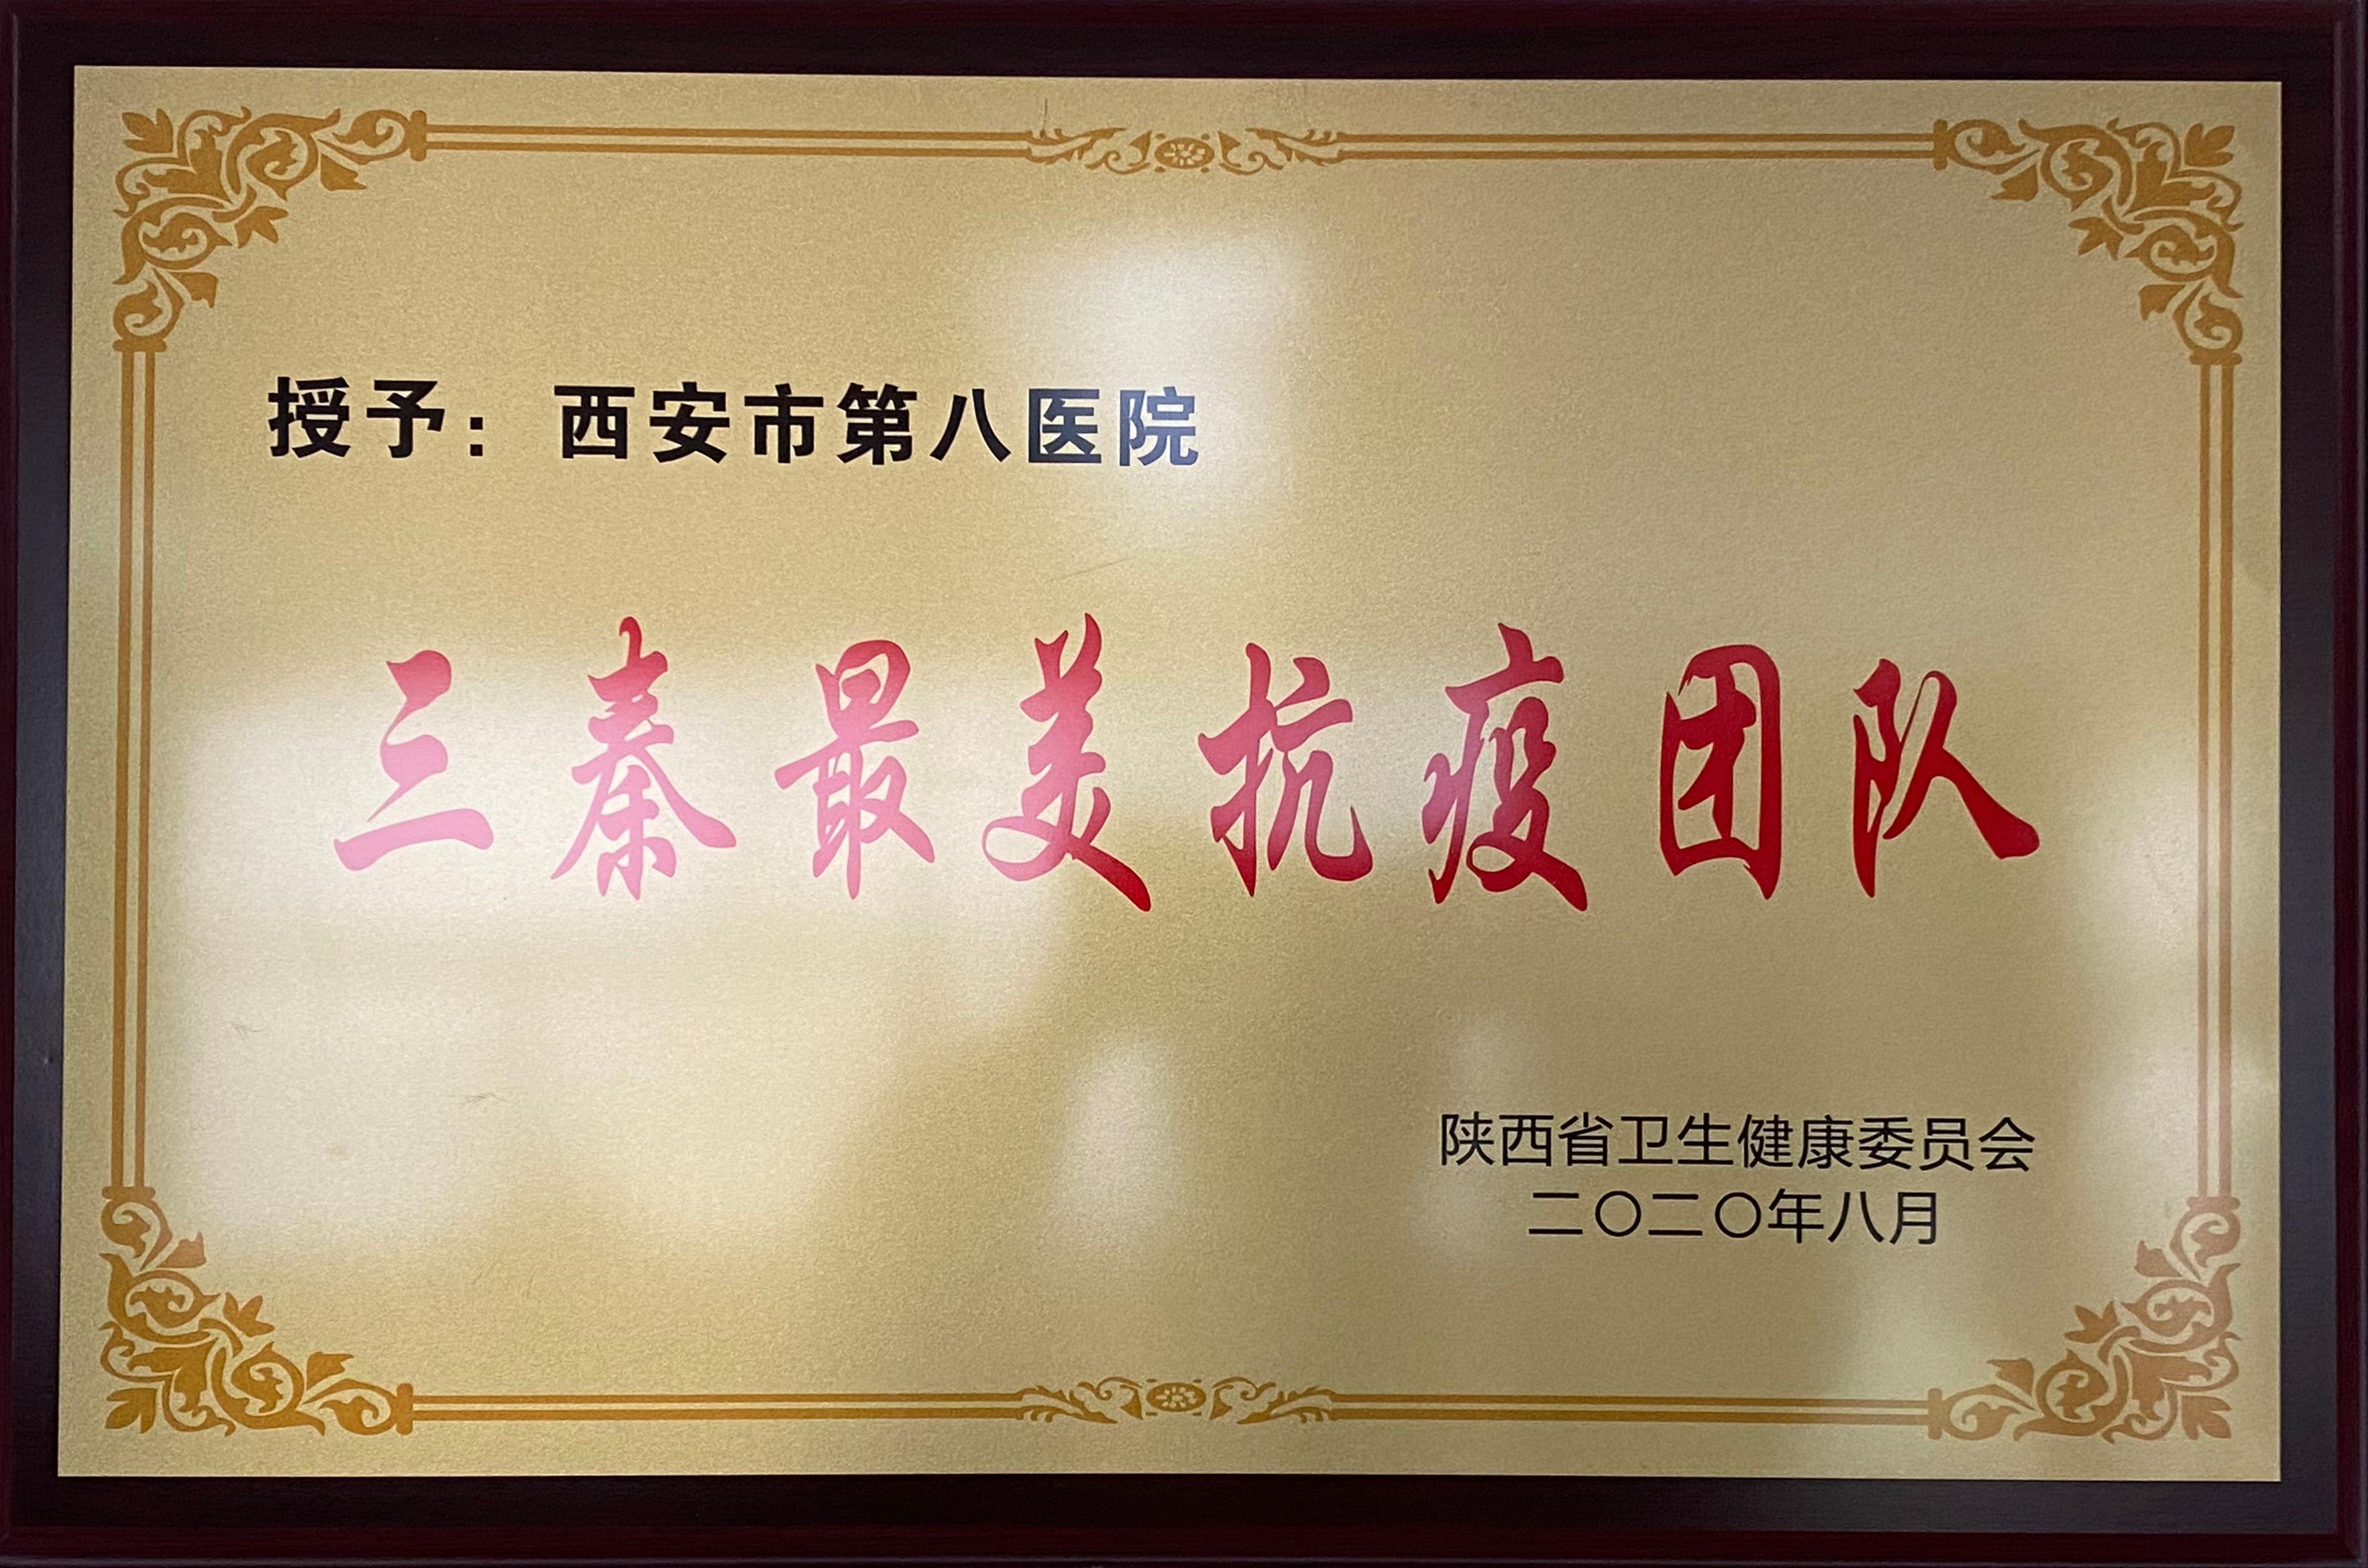 授予：西安市第八医院
三秦最美抗疫团队
陕西省卫生健康委员会
二〇二〇年八月